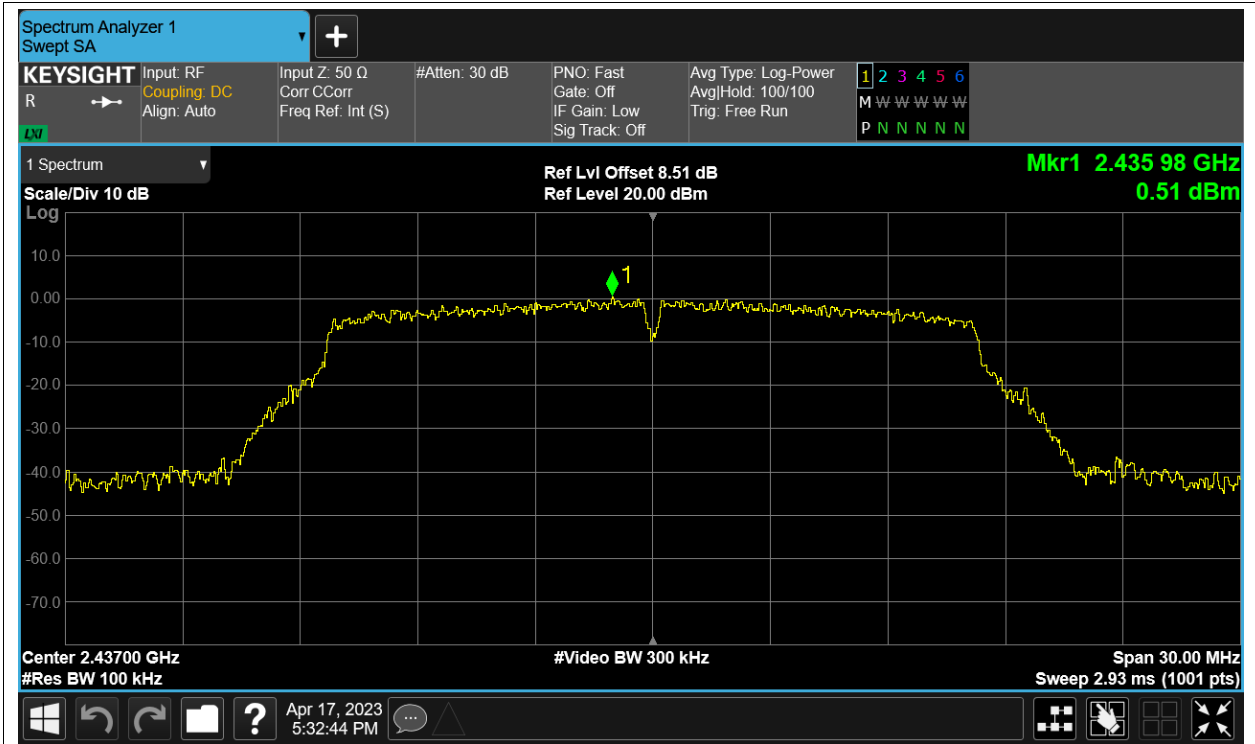 Spectrum Analyzer 1
Swept SA
KEYSIGHT
R
LXI
Input: RF
Coupling: DC
Align: Auto
Input Z: 50 Ω
Corr CCorr
Freq Ref: Int (S)
#Atten: 30 dB
PNO: Fast
Gate: Off
IF Gain: Low
Sig Track: Off
Avg Type: Log-Power
Avg|Hold: 100/100
Trig: Free Run
1 2 3 4 5 6
M W W W W W
P N N N N N
1 Spectrum
Scale/Div 10 dB
Log
Ref Lvl Offset 8.51 dB
Ref Level 20.00 dBm
Mkr1 2.435 98 GHz
0.51 dBm
1
10.0
0.00
-10.0
-20.0
-30.0
-40.0
-50.0
-60.0
-70.0
Center 2.43700 GHz
#Res BW 100 kHz
#Video BW 300 kHz
Span 30.00 MHz
Sweep 2.93 ms (1001 pts)
?
Apr 17, 2023
5:32:44 PM